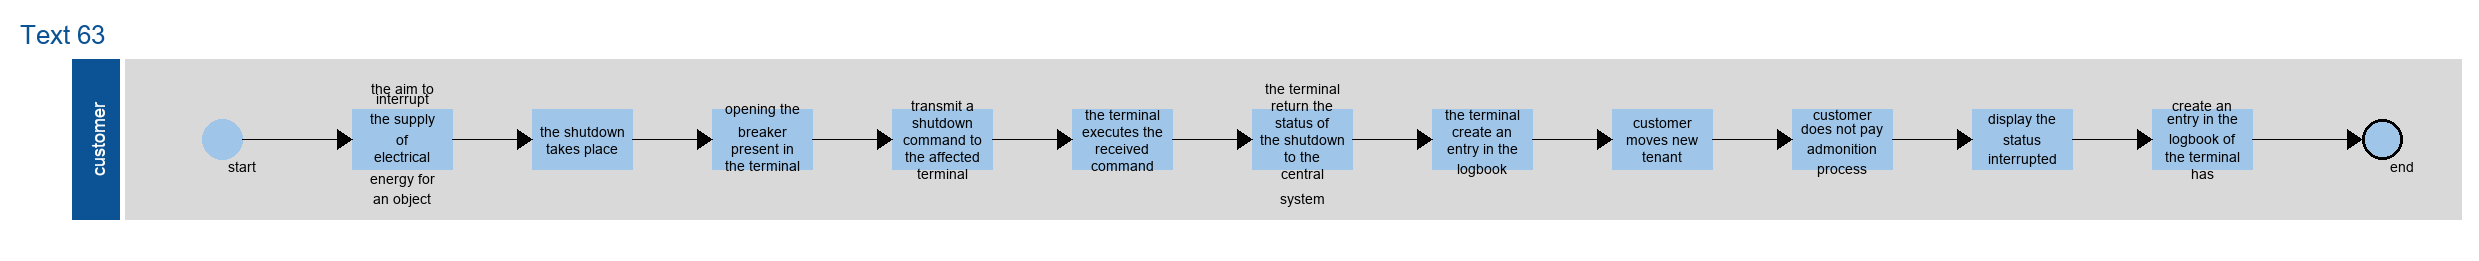 Text 63
customer
start
the aim to
interrupt
the supply
of
electrical
energy for
an object
the shutdown
takes place
opening the
breaker
present in
the terminal
transmit a
shutdown
command to
the affected
terminal
the terminal
executes the
received
command
the terminal
return the
status of
the shutdown
to the
central
system
the terminal
create an
entry in the
logbook
customer
moves new
tenant
customer
does not pay
admonition
process
display the
status
interrupted
create an
entry in the
logbook of
the terminal
has
end